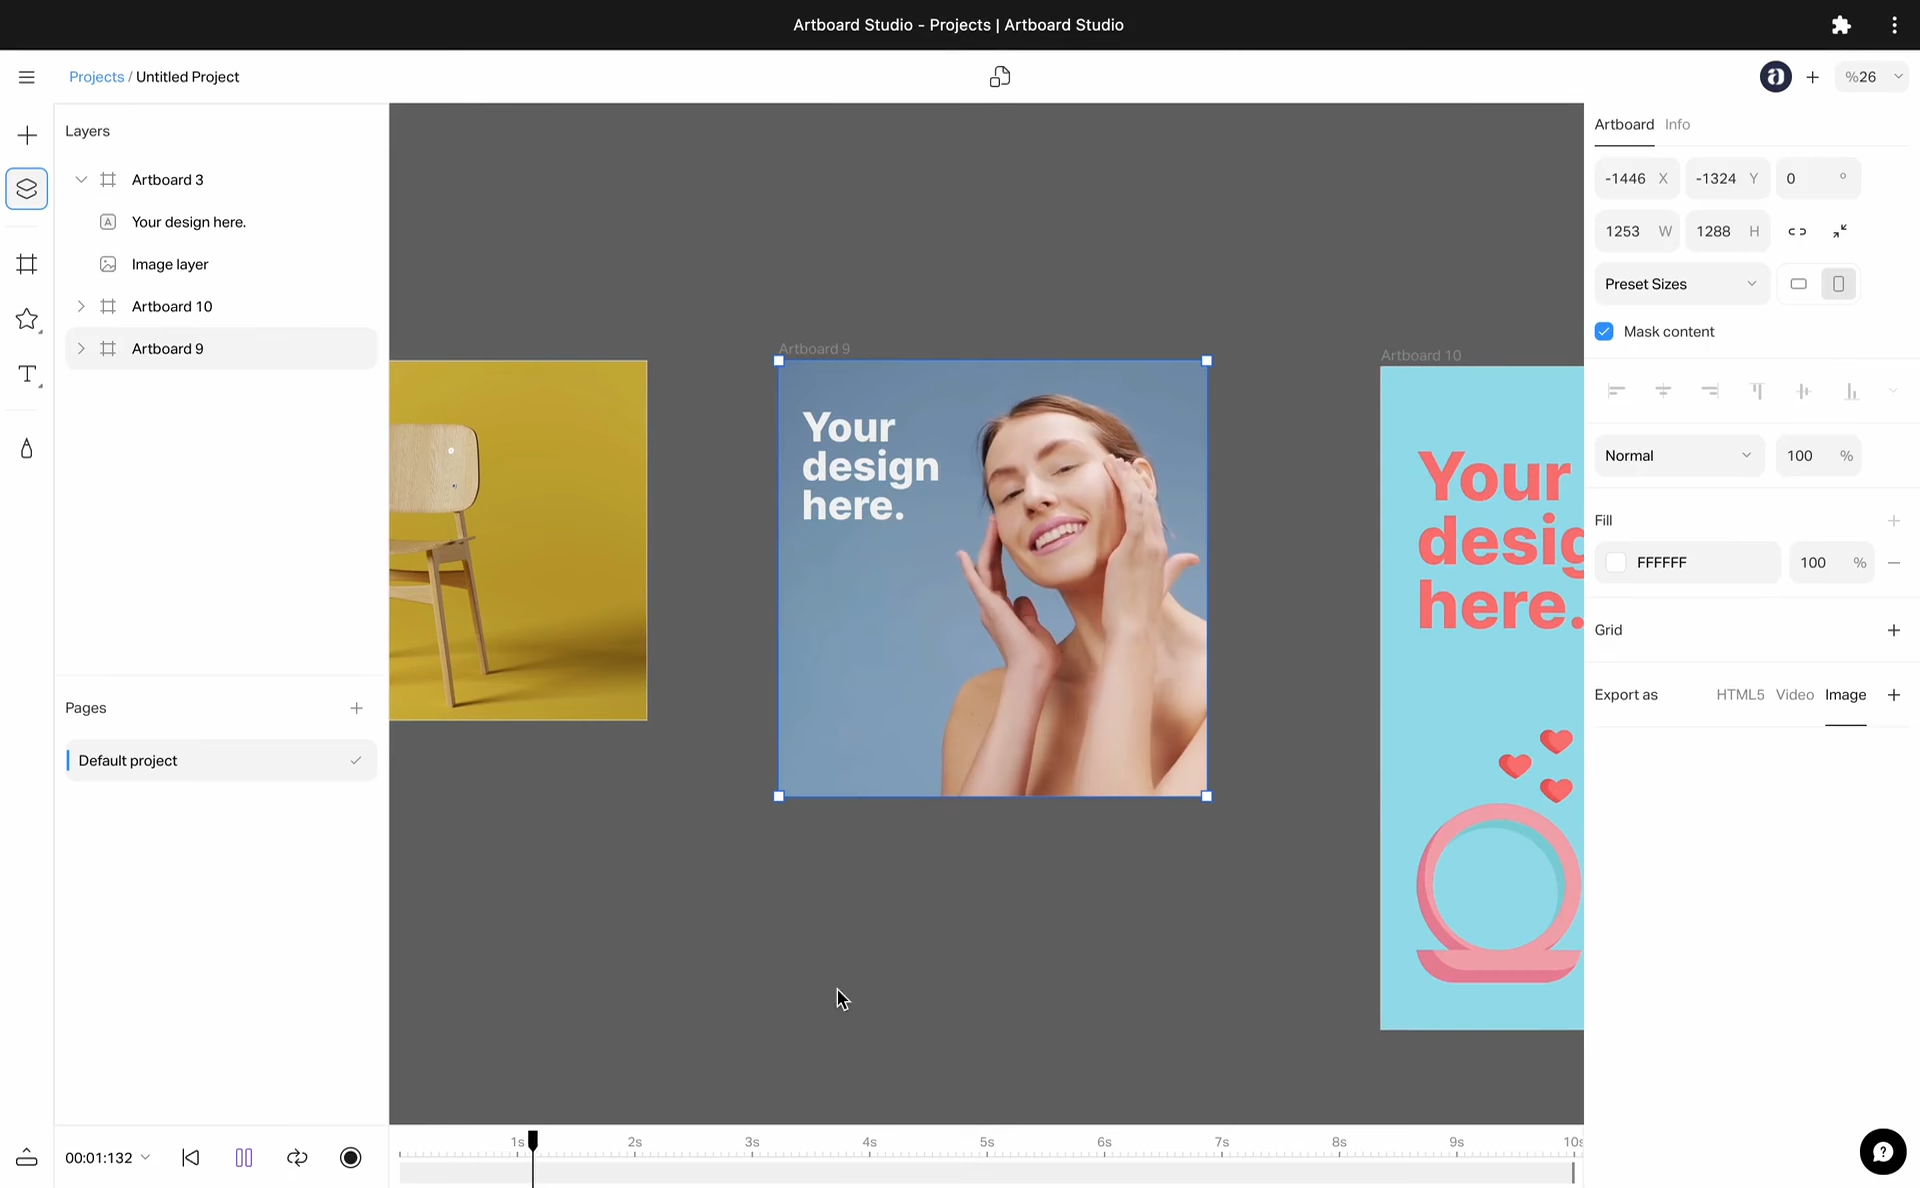 Artboard Studio - Projects | Artboard Studio
Projects / Untitled Project
%26
Layers
Artboard 3
Your design here.
Image layer
Artboard 10
Artboard 9
Pages
Default project
Artboard 9
Your
design
here.
Artboard 10
Your
desig
here.
Artboard Info
-1446 X -1324 Y 0 °
1253 W 1288 H
Preset Sizes
Mask content
Normal 100 %
Fill
FFFFFF 100 %
Grid
Export as HTML5 Video Image
00:01:132
1s 2s 3s 4s 5s 6s 7s 8s 9s 10s